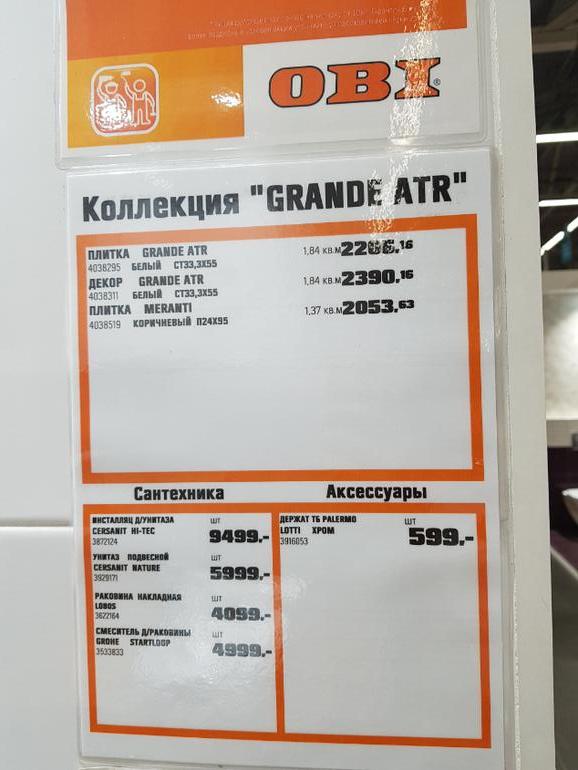 OBI
Коллекция "GRANDE ATR"
ПЛИТКА GRANDE ATR 1,84 КВ.М
4038295 БЕЛЫЙ СТ33,3X55
ДЕКОР GRANDE ATR 1,84 КВ.М 2390.16
4038311 БЕЛЫЙ СТ33,3X55
ПЛИТКА MERANTI 1,37 КВ.М 2053.63
4038519 КОРИЧНЕВЫЙ П24X95
Сантехника
ИНСТАЛЛЯЦ Д/УНИТАЗА ШТ
CERSANIT HI-TEC 9499.-
3872124
УНИТАЗ ПОДВЕСНОЙ ШТ
CERSANIT NATURE 5999.-
3929171
РАКОВИНА НАКЛАДНАЯ ШТ
LOBOS 4099.-
3622164
СМЕСИТЕЛЬ Д/РАКОВИНЫ ШТ
GROHE STARTLOOP 4999.-
3533833
Аксессуары
ДЕРЖАТ ТБ PALERMO ШТ
LOTTI ХРОМ 599.-
3916053